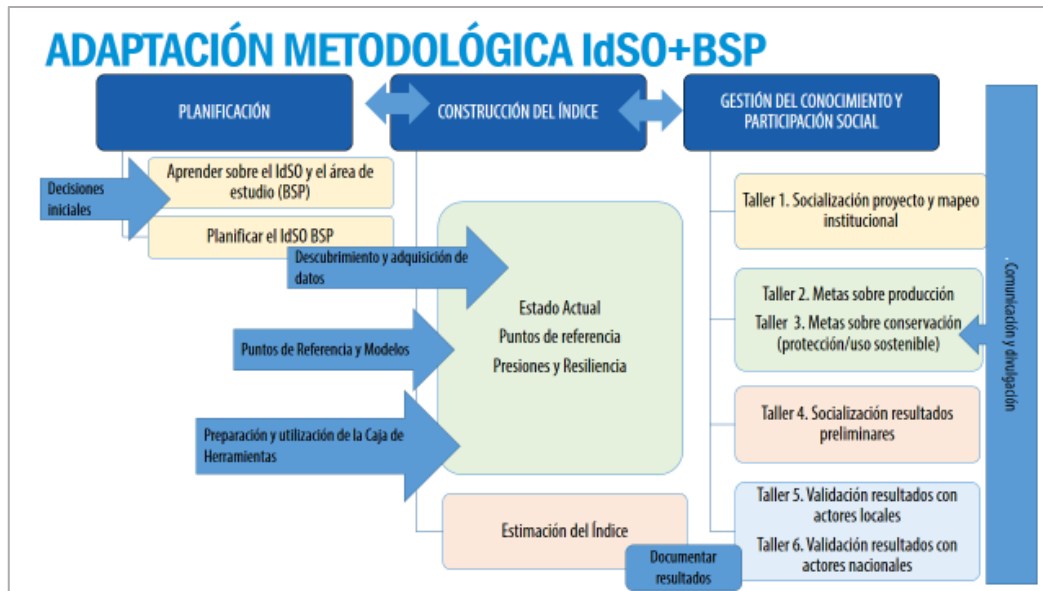 ADAPTACIÓN METODOLÓGICA IdSO+BSP
PLANIFICACIÓN
CONSTRUCCIÓN DEL ÍNDICE
GESTIÓN DEL CONOCIMIENTO Y
PARTICIPACIÓN SOCIAL
Decisiones
iniciales
Aprender sobre el IdSO y el área de
estudio (BSP)
Planificar el IdSO BSP
Descubrimiento y adquisición de
datos
Puntos de Referencia y Modelos
Preparación y utilización de la Caja de
Herramientas
Estado Actual
Puntos de referencia
Presiones y Resiliencia
Estimación del Índice
Documentar
resultados
Taller 1. Socialización proyecto y mapeo
institucional
Taller 2. Metas sobre producción
Taller 3. Metas sobre conservación
(protección/uso sostenible)
Taller 4. Socialización resultados
preliminares
Taller 5. Validación resultados con
actores locales
Taller 6. Validación resultados con
actores nacionales
. Comunicación y divulgación